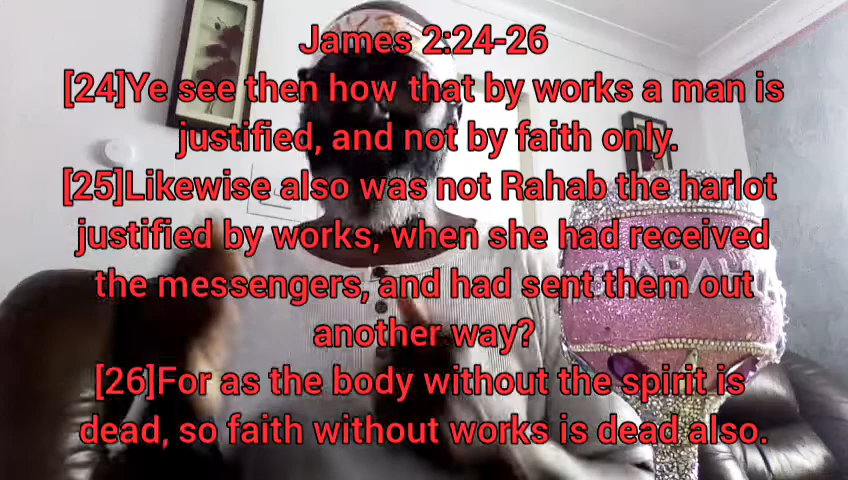 James 2:24-26
[24]Ye see then how that by works a man is
justified, and not by faith only.
[25]Likewise also was not Rahab the harlot
justified by works, when she had received
the messengers, and had sent them out
another way?
[26]For as the body without the spirit is
dead, so faith without works is dead also.